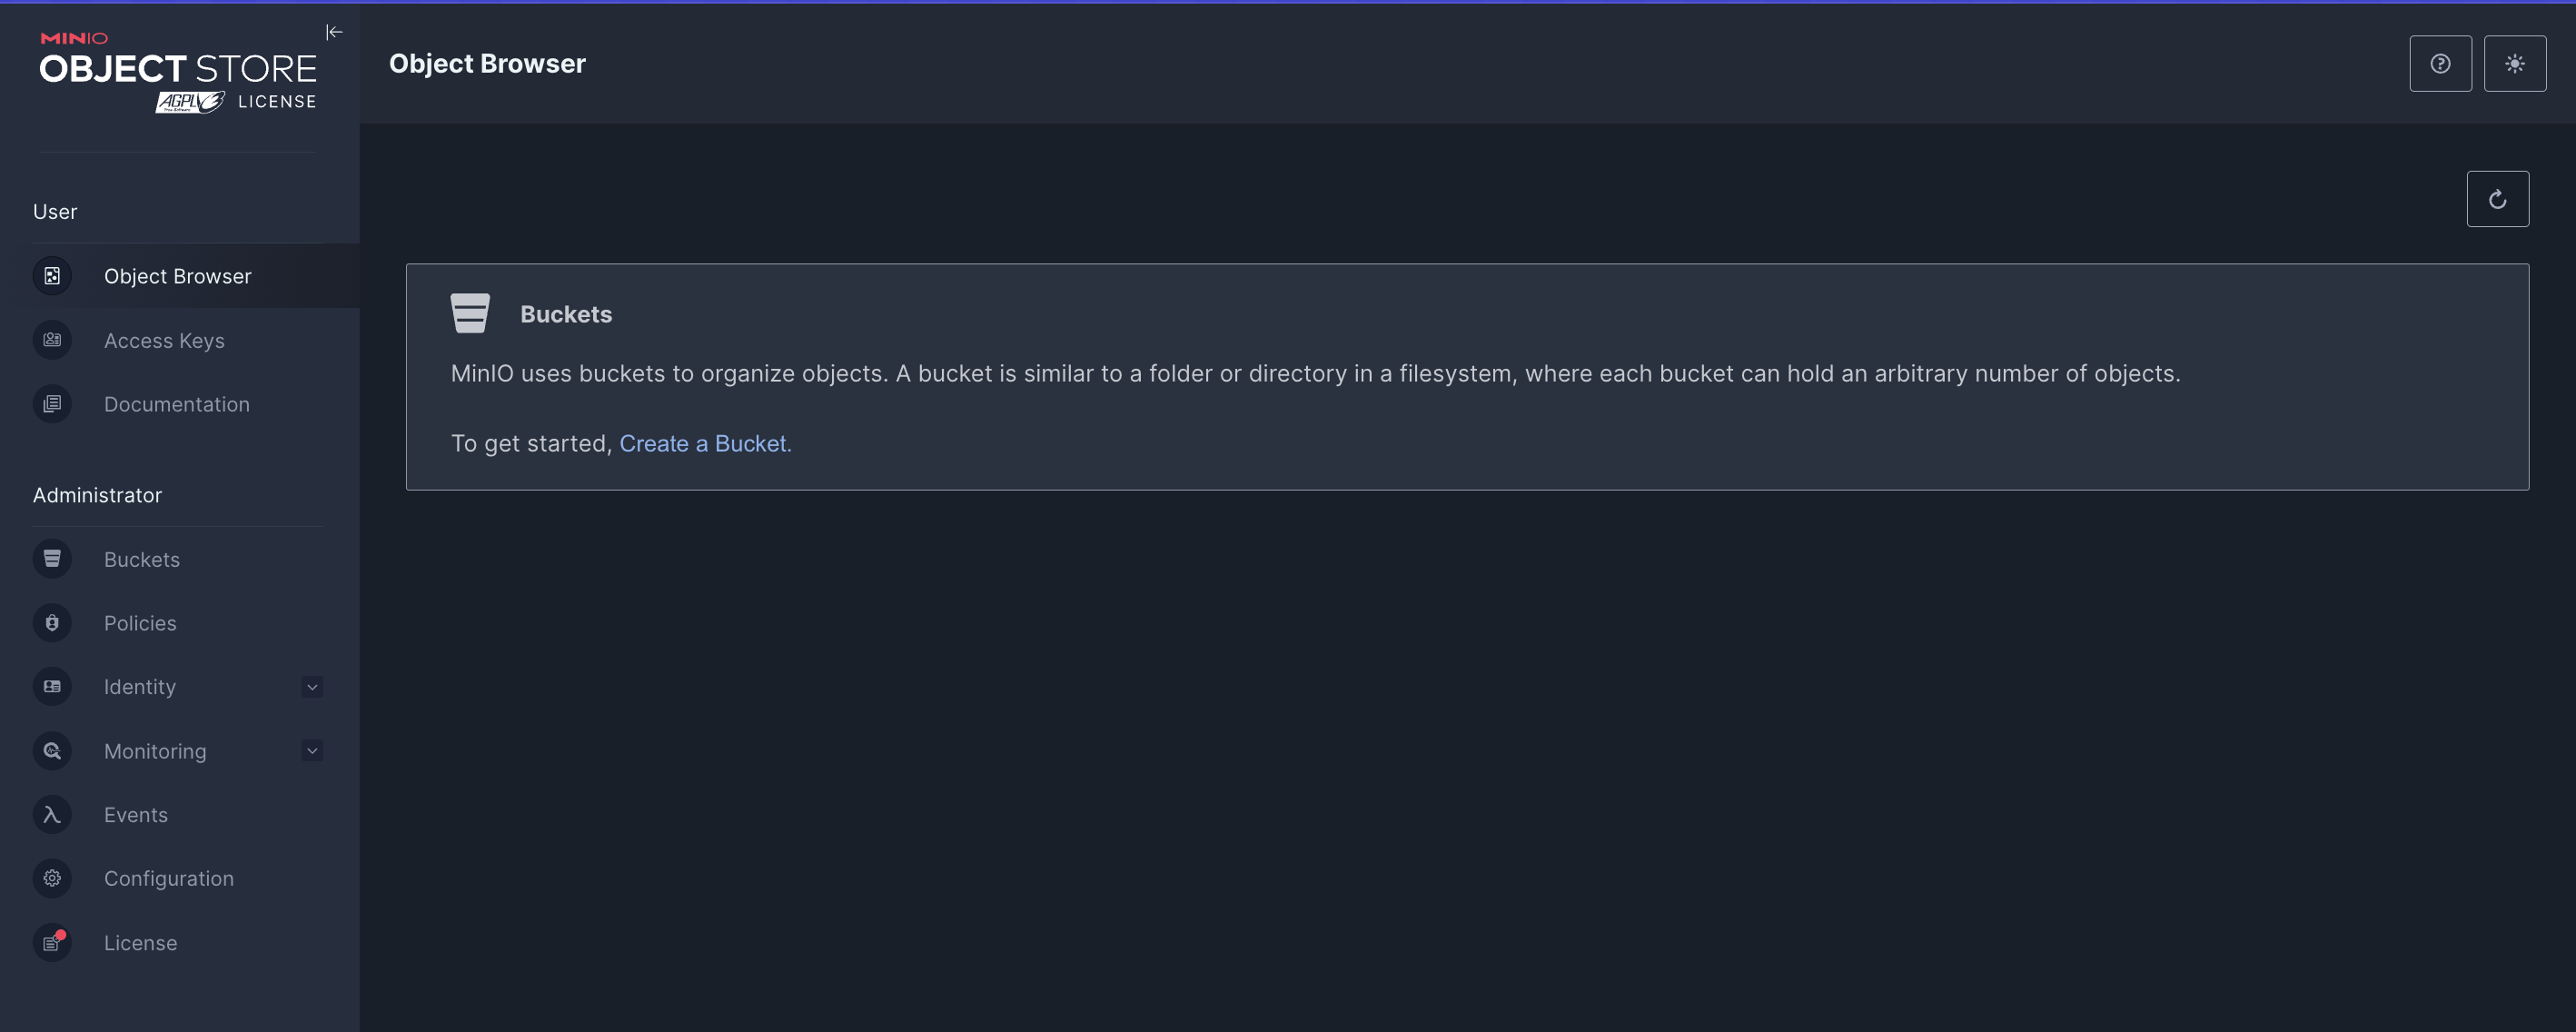 MINIO
OBJECT STORE
AGPL v3 LICENSE
User
Object Browser
Access Keys
Documentation
Administrator
Buckets
Policies
Identity
Monitoring
Events
Configuration
License
Object Browser
Buckets
MinIO uses buckets to organize objects. A bucket is similar to a folder or directory in a filesystem, where each bucket can hold an arbitrary number of objects.
To get started, Create a Bucket.